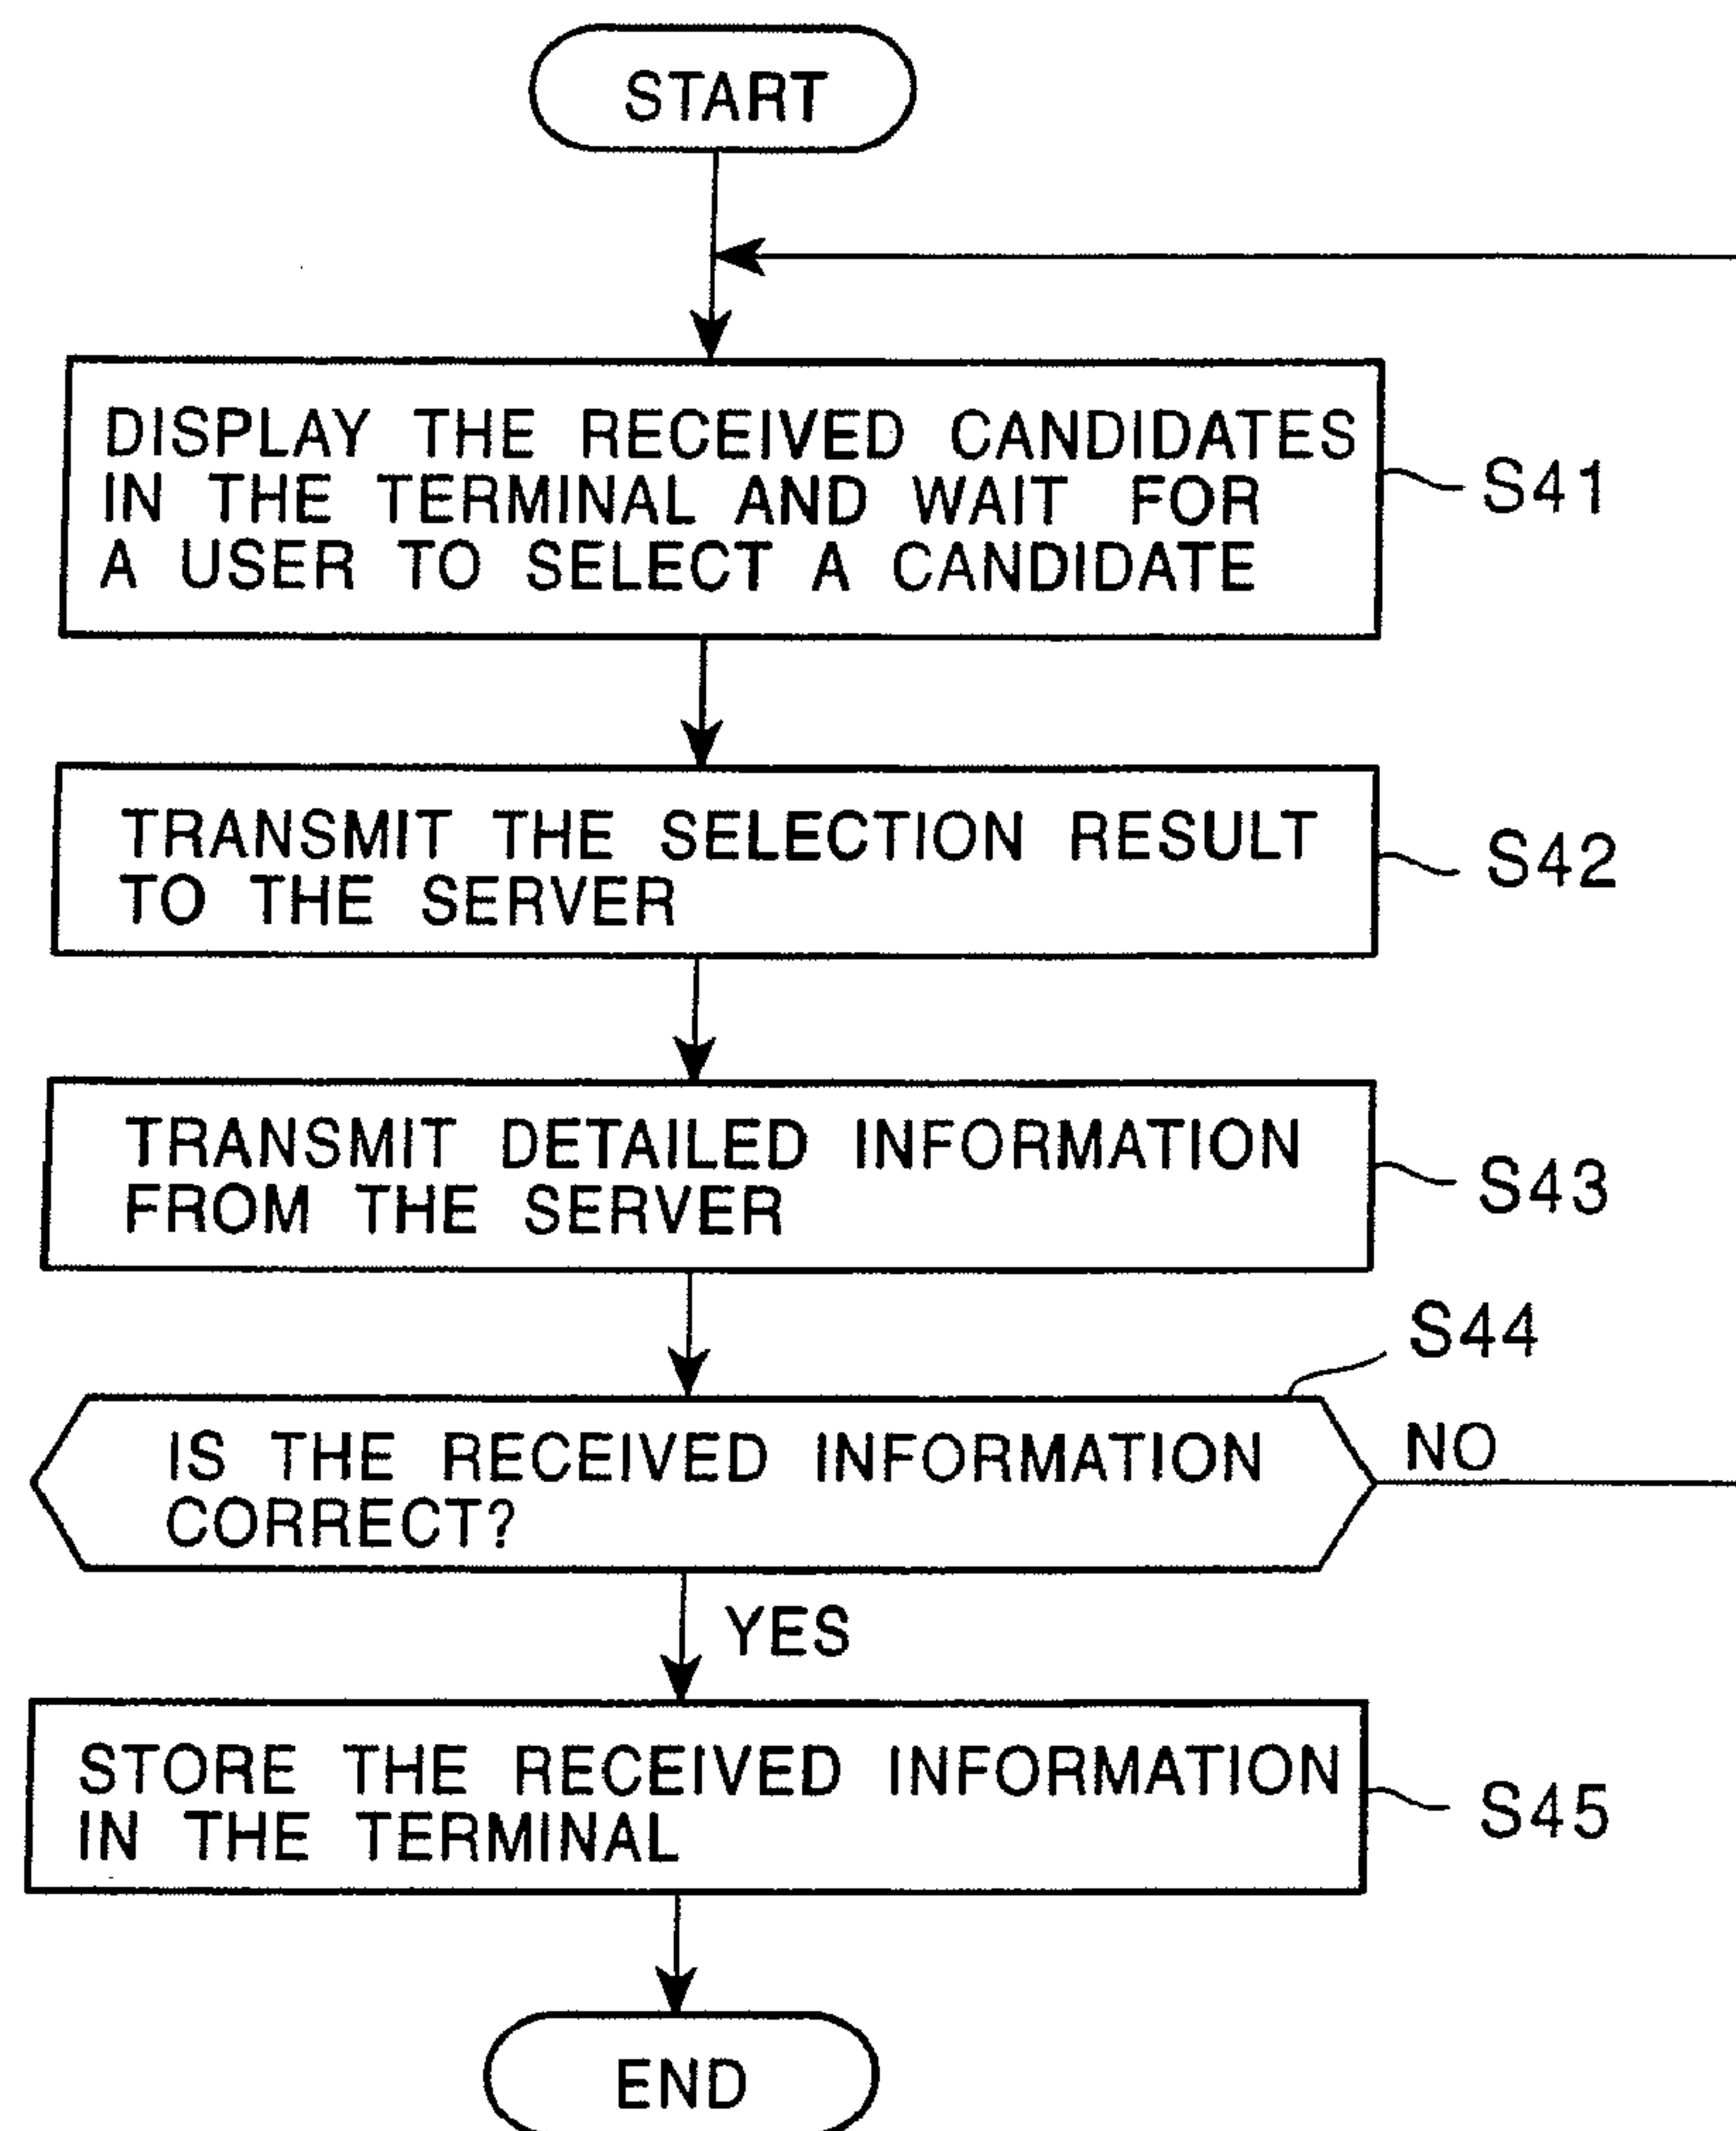 START
DISPLAY THE RECEIVED CANDIDATES
IN THE TERMINAL AND WAIT FOR
A USER TO SELECT A CANDIDATE
S41
TRANSMIT THE SELECTION RESULT
TO THE SERVER
S42
TRANSMIT DETAILED INFORMATION
FROM THE SERVER
S43
S44
IS THE RECEIVED INFORMATION
CORRECT?
NO
YES
STORE THE RECEIVED INFORMATION
IN THE TERMINAL
S45
END